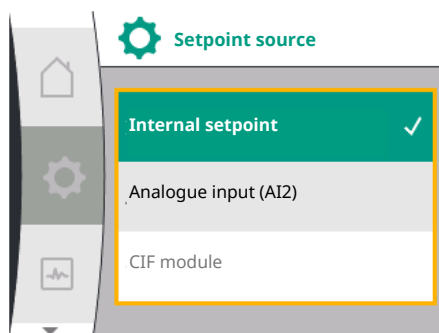 Setpoint source
Internal setpoint
Analogue input (AI2)
CIF module